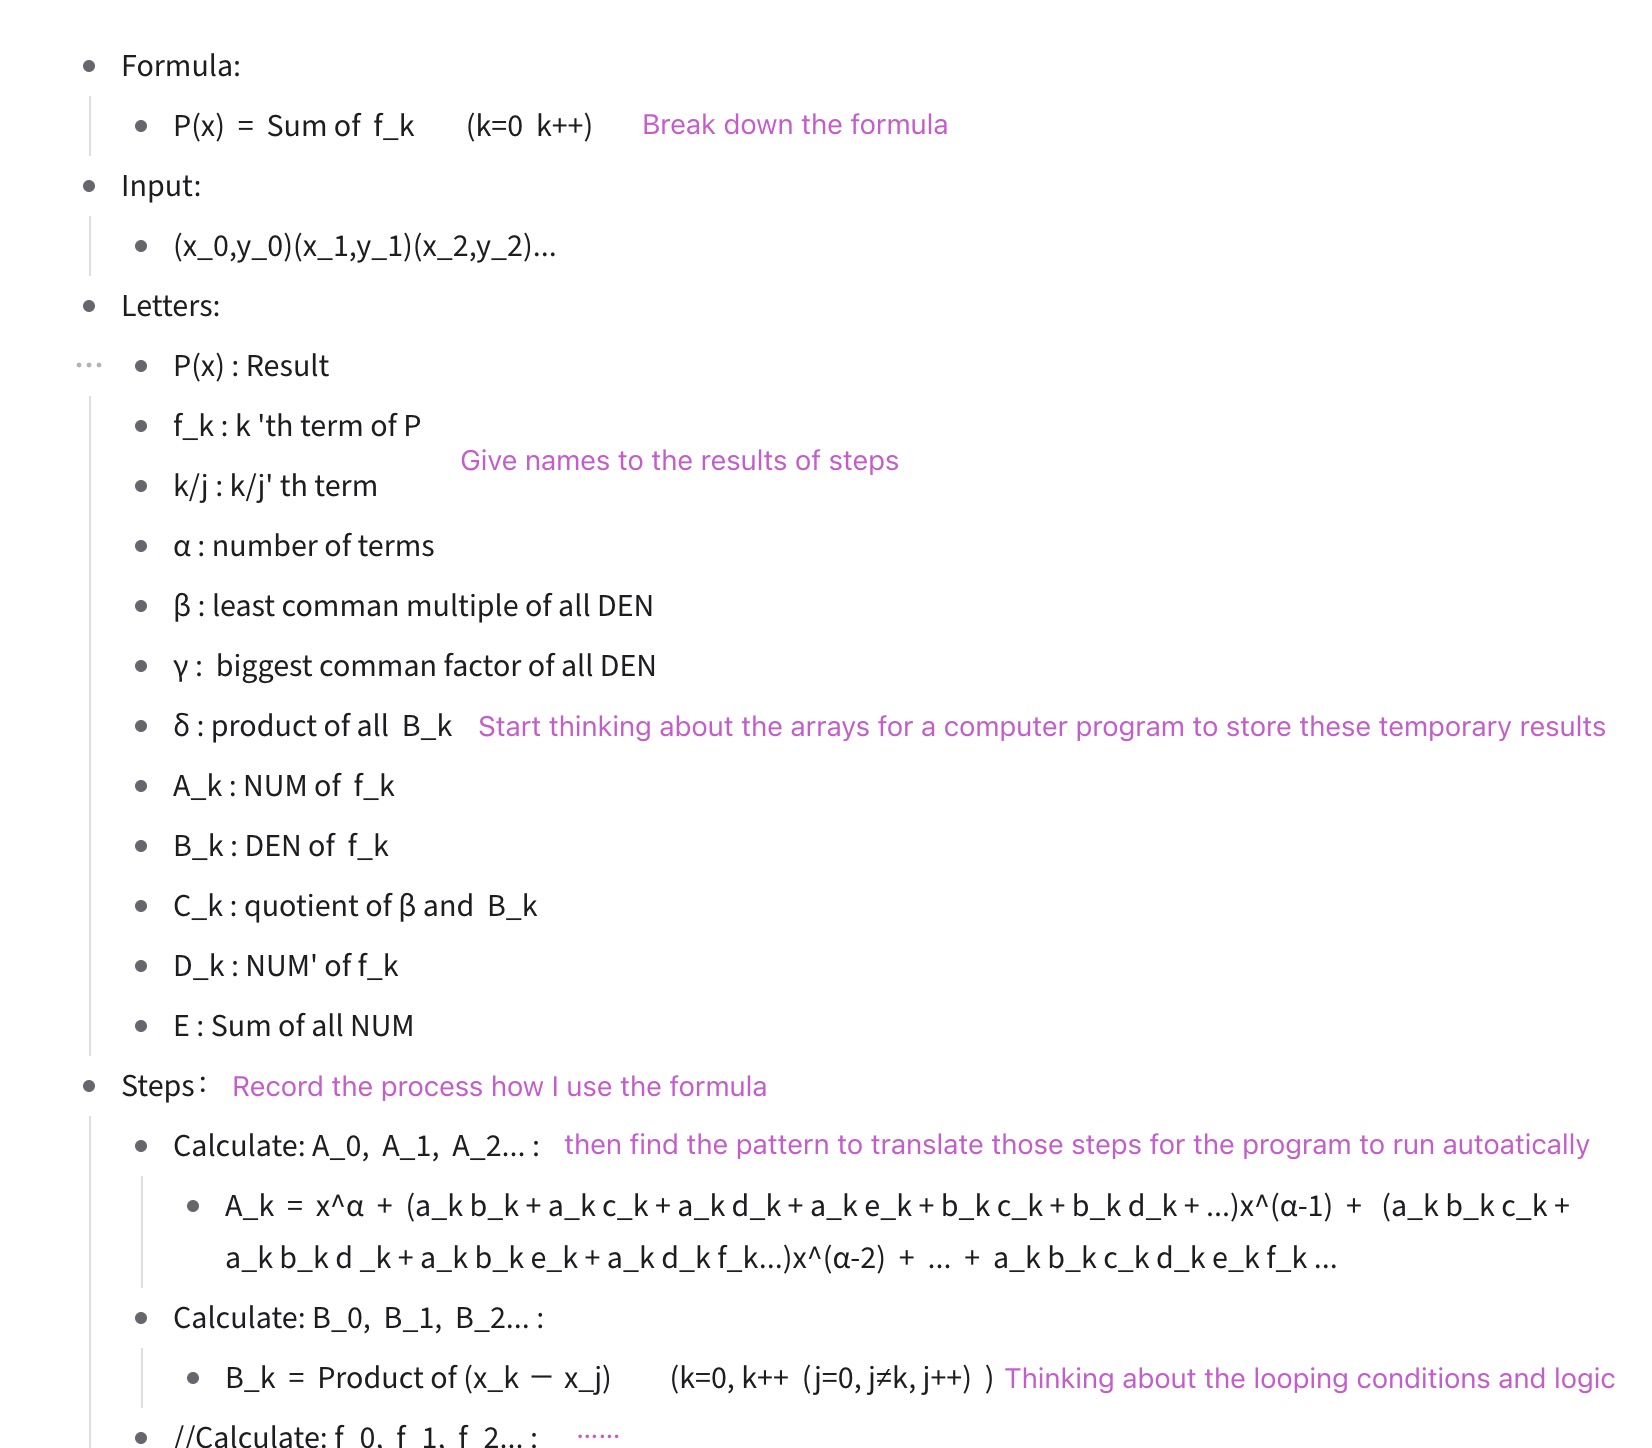 Formula:
P(x) = Sum of f_k (k=0 k++) Break down the formula
Input:
(x_0,y_0)(x_1,y_1)(x_2,y_2)...
Letters:
P(x) : Result
f_k : k 'th term of P
Give names to the results of steps
k/j : k/j' th term
α : number of terms
β : least comman multiple of all DEN
γ : biggest comman factor of all DEN
δ : product of all B_k Start thinking about the arrays for a computer program to store these temporary results
A_k : NUM of f_k
B_k : DEN of f_k
C_k : quotient of β and B_k
D_k : NUM' of f_k
E : Sum of all NUM
Steps： Record the process how I use the formula
Calculate: A_0, A_1, A_2... : then find the pattern to translate those steps for the program to run autoatically
A_k = x^α + (a_k b_k + a_k c_k + a_k d_k + a_k e_k + b_k c_k + b_k d_k + ...)x^(α-1) + (a_k b_k c_k +
a_k b_k d _k + a_k b_k e_k + a_k d_k f_k...)x^(α-2) + ... + a_k b_k c_k d_k e_k f_k ...
Calculate: B_0, B_1, B_2... :
B_k = Product of (x_k － x_j) (k=0, k++ (j=0, j≠k, j++) ) Thinking about the looping conditions and logic
//Calculate: f_0, f_1, f_2... : ······